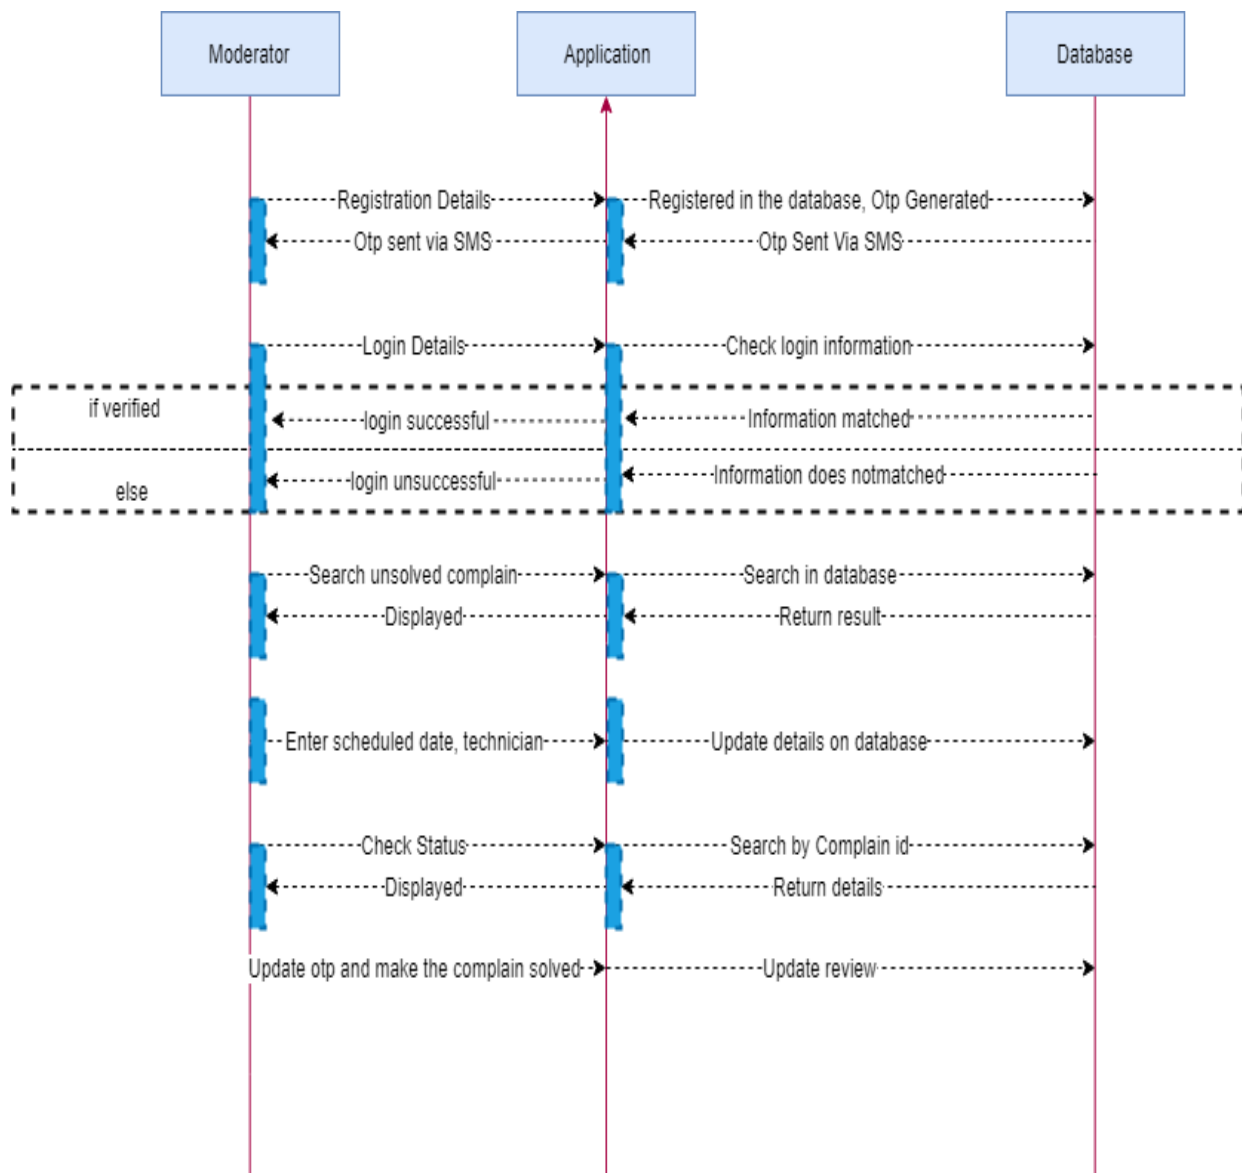 Moderator
Application
Database
Registration Details
Registered in the database, Otp Generated
Otp sent via SMS
Otp Sent Via SMS
Login Details
Check login information
if verified
login successful
Information matched
login unsuccessful
Information does notmatched
else
Search unsolved complain
Search in database
Displayed
Return result
Enter scheduled date, technician
Update details on database
Check Status
Search by Complain id
Displayed
Return details
Update otp and make the complain solved
Update review